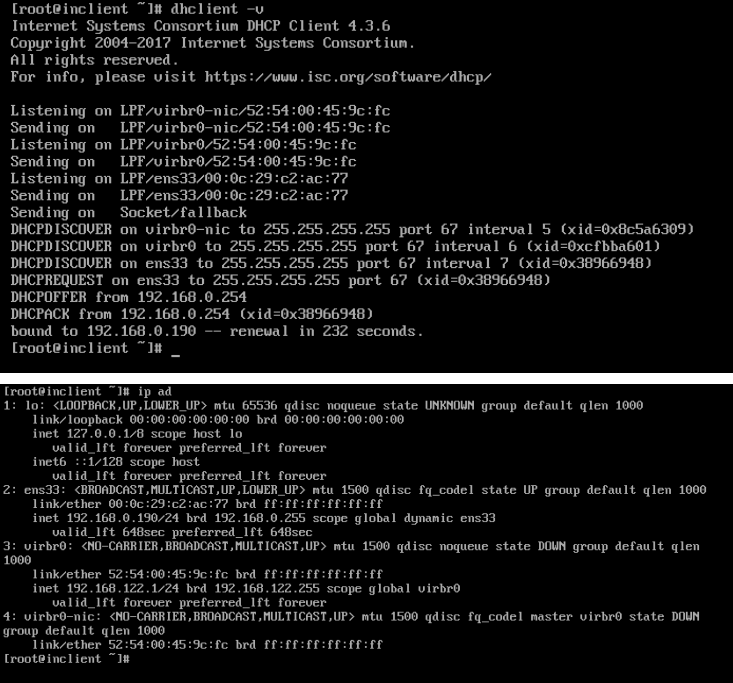 [root@inclient ~]# dhclient -v
Internet Systems Consortium DHCP Client 4.3.6
Copyright 2004-2017 Internet Systems Consortium.
All rights reserved.
For info, please visit https://www.isc.org/software/dhcp/
Listening on LPF/virbr0-nic/52:54:00:45:9c:fc
Sending on   LPF/virbr0-nic/52:54:00:45:9c:fc
Listening on LPF/virbr0/52:54:00:45:9c:fc
Sending on   LPF/virbr0/52:54:00:45:9c:fc
Listening on LPF/ens33/00:0c:29:c2:ac:77
Sending on   LPF/ens33/00:0c:29:c2:ac:77
Sending on   Socket/fallback
DHCPDISCOVER on virbr0-nic to 255.255.255.255 port 67 interval 5 (xid=0x8c5a6309)
DHCPDISCOVER on virbr0 to 255.255.255.255 port 67 interval 6 (xid=0xcfbba601)
DHCPDISCOVER on ens33 to 255.255.255.255 port 67 interval 7 (xid=0x38966948)
DHCPREQUEST on ens33 to 255.255.255.255 port 67 (xid=0x38966948)
DHCPOFFER from 192.168.0.254
DHCPACK from 192.168.0.254 (xid=0x38966948)
bound to 192.168.0.190 -- renewal in 232 seconds.
[root@inclient ~]# _
[root@inclient ~]# ip ad
1: lo: <LOOPBACK,UP,LOWER_UP> mtu 65536 qdisc noqueue state UNKNOWN group default qlen 1000
    link/loopback 00:00:00:00:00:00 brd 00:00:00:00:00:00
    inet 127.0.0.1/8 scope host lo
       valid_lft forever preferred_lft forever
    inet6 ::1/128 scope host
       valid_lft forever preferred_lft forever
2: ens33: <BROADCAST,MULTICAST,UP,LOWER_UP> mtu 1500 qdisc fq_codel state UP group default qlen 1000
    link/ether 00:0c:29:c2:ac:77 brd ff:ff:ff:ff:ff:ff
    inet 192.168.0.190/24 brd 192.168.0.255 scope global dynamic ens33
       valid_lft 648sec preferred_lft 648sec
3: virbr0: <NO-CARRIER,BROADCAST,MULTICAST,UP> mtu 1500 qdisc noqueue state DOWN group default qlen
1000
    link/ether 52:54:00:45:9c:fc brd ff:ff:ff:ff:ff:ff
    inet 192.168.122.1/24 brd 192.168.122.255 scope global virbr0
       valid_lft forever preferred_lft forever
4: virbr0-nic: <NO-CARRIER,BROADCAST,MULTICAST,UP> mtu 1500 qdisc fq_codel master virbr0 state DOWN
group default qlen 1000
    link/ether 52:54:00:45:9c:fc brd ff:ff:ff:ff:ff:ff
[root@inclient ~]#